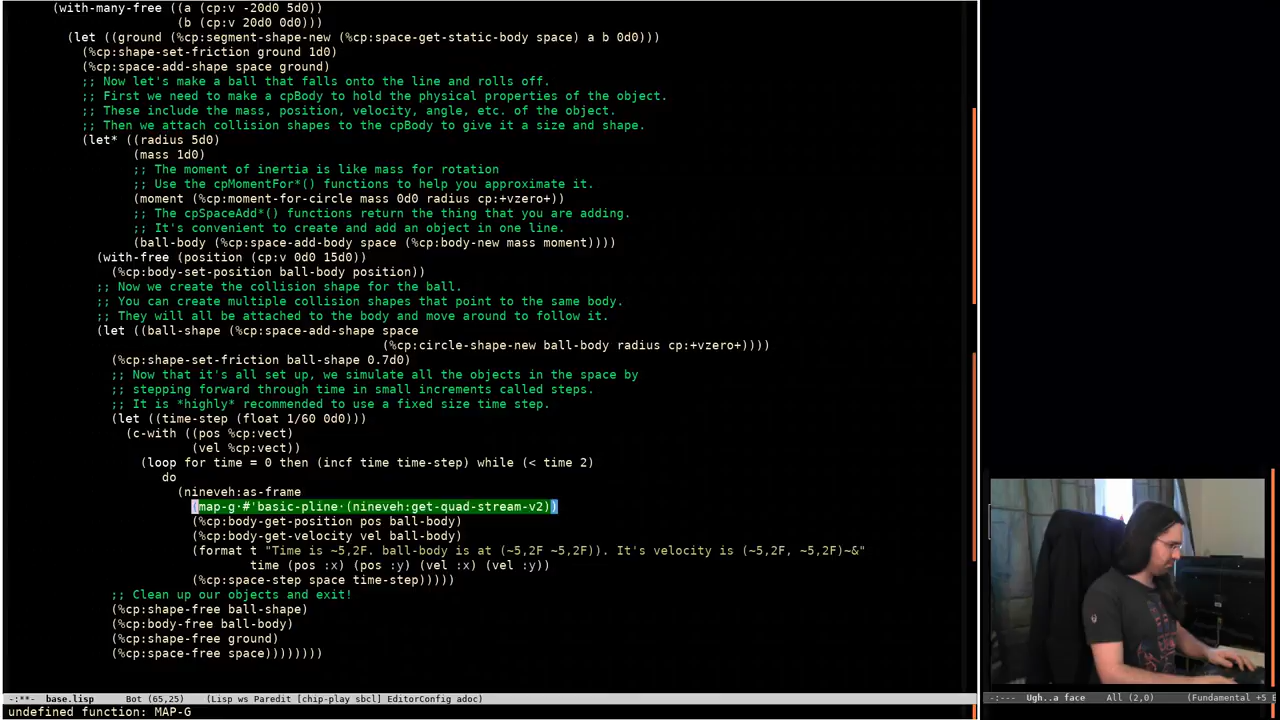 (with-many-free ((a (cp:v -20d0 5d0))
(b (cp:v 20d0 0d0)))
(let ((ground (%cp:segment-shape-new (%cp:space-get-static-body space) a b 0d0)))
(%cp:shape-set-friction ground 1d0)
(%cp:space-add-shape space ground)
;; Now let's make a ball that falls onto the line and rolls off.
;; First we need to make a cpBody to hold the physical properties of the object.
;; These include the mass, position, velocity, angle, etc. of the object.
;; Then we attach collision shapes to the cpBody to give it a size and shape.
(let* ((radius 5d0)
(mass 1d0)
;; The moment of inertia is like mass for rotation
;; Use the cpMomentFor*() functions to help you approximate it.
(moment (%cp:moment-for-circle mass 0d0 radius cp:+vzero+))
;; The cpSpaceAdd*() functions return the thing that you are adding.
;; It's convenient to create and add an object in one line.
(ball-body (%cp:space-add-body space (%cp:body-new mass moment))))
(with-free (position (cp:v 0d0 15d0))
(%cp:body-set-position ball-body position))
;; Now we create the collision shape for the ball.
;; You can create multiple collision shapes that point to the same body.
;; They will all be attached to the body and move around to follow it.
(let ((ball-shape (%cp:space-add-shape space
(%cp:circle-shape-new ball-body radius cp:+vzero+))))
(%cp:shape-set-friction ball-shape 0.7d0)
;; Now that it's all set up, we simulate all the objects in the space by
;; stepping forward through time in small increments called steps.
;; It is *highly* recommended to use a fixed size time step.
(let ((time-step (float 1/60 0d0)))
(c-with ((pos %cp:vect)
(vel %cp:vect))
(loop for time = 0 then (incf time time-step) while (< time 2)
do
(nineveh:as-frame
(map-g·#'basic-pline·(nineveh:get-quad-stream-v2))
(%cp:body-get-position pos ball-body)
(%cp:body-get-velocity vel ball-body)
(format t "Time is ~5,2F. ball-body is at (~5,2F ~5,2F)). It's velocity is (~5,2F, ~5,2F)~&"
time (pos :x) (pos :y) (vel :x) (vel :y))
(%cp:space-step space time-step)))))
;; Clean up our objects and exit!
(%cp:shape-free ball-shape)
(%cp:body-free ball-body)
(%cp:shape-free ground)
(%cp:space-free space))))))))
-:**- base.lisp Bot (65,25) (Lisp ws Paredit [chip-play sbcl] EditorConfig adoc)
-:--- Ugh..a face All (2,0) (Fundamental +5 E
undefined function: MAP-G